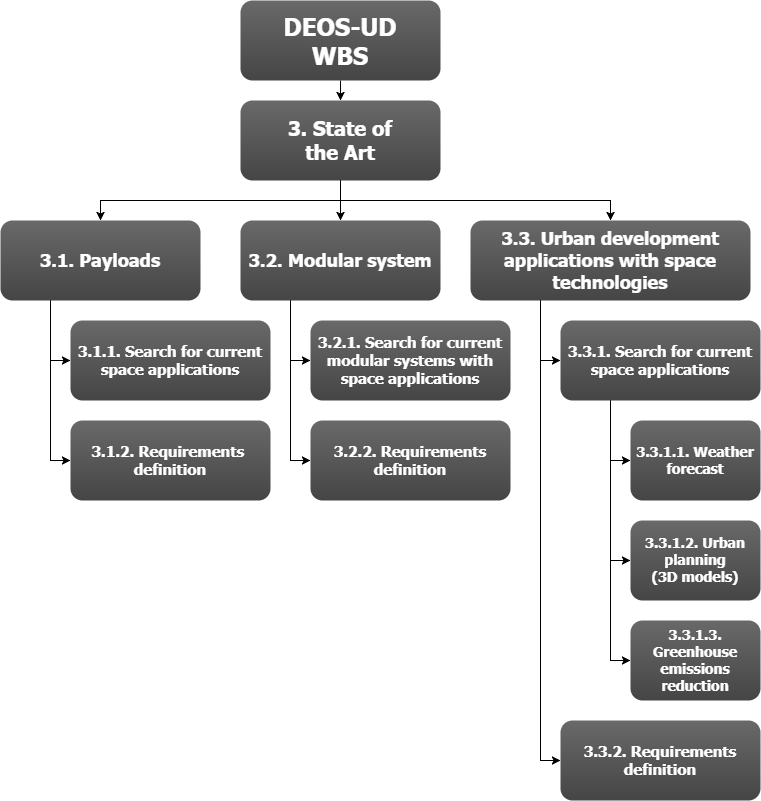 DEOS-UD
WBS
3. State of
the Art
3.1. Payloads
3.2. Modular system
3.3. Urban development
applications with space
technologies
3.1.1. Search for current
space applications
3.2.1. Search for current
modular systems with
space applications
3.3.1. Search for current
space applications
3.1.2. Requirements
definition
3.2.2. Requirements
definition
3.3.1.1. Weather
forecast
3.3.1.2. Urban
planning
(3D models)
3.3.1.3.
Greenhouse
emissions
reduction
3.3.2. Requirements
definition